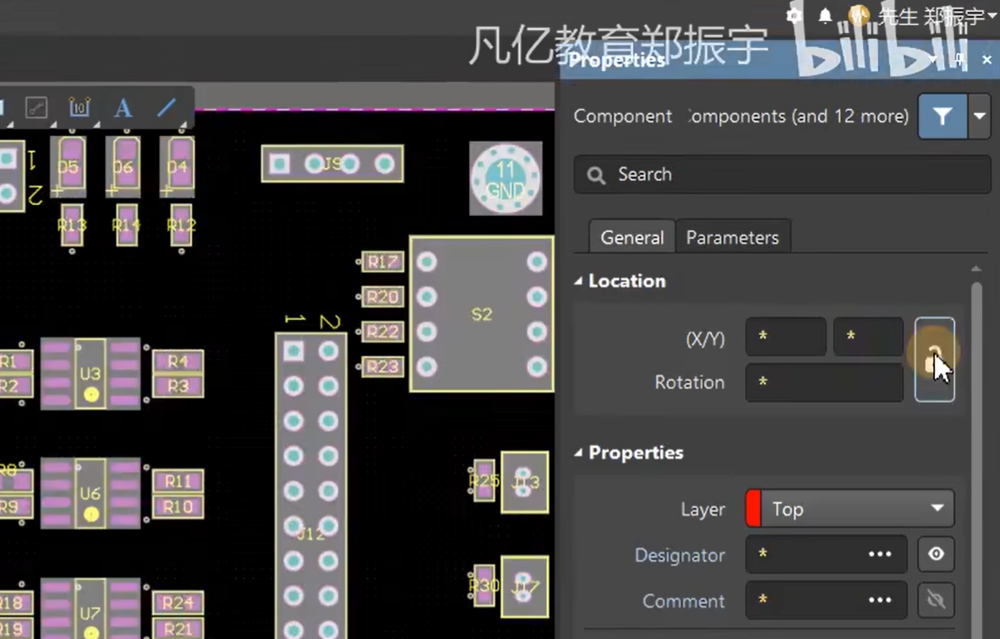 先生 郑振宇
凡亿教育郑振宇
bilibili
Properties
Component
Components (and 12 more)
Search
General
Parameters
Location
(X/Y)
*
*
Rotation
*
Properties
Layer
Top
Designator
*
•••
Comment
*
•••
10
A
1
2
D5
D6
D4
+
+
+
R13
R14
R12
J9
11
GND
R17
R20
R22
R23
S2
1
2
R1
R2
U3
R4
R3
R8
R9
U6
R11
R10
J12
R25
J13
R30
J17
R18
R19
U7
R24
R21